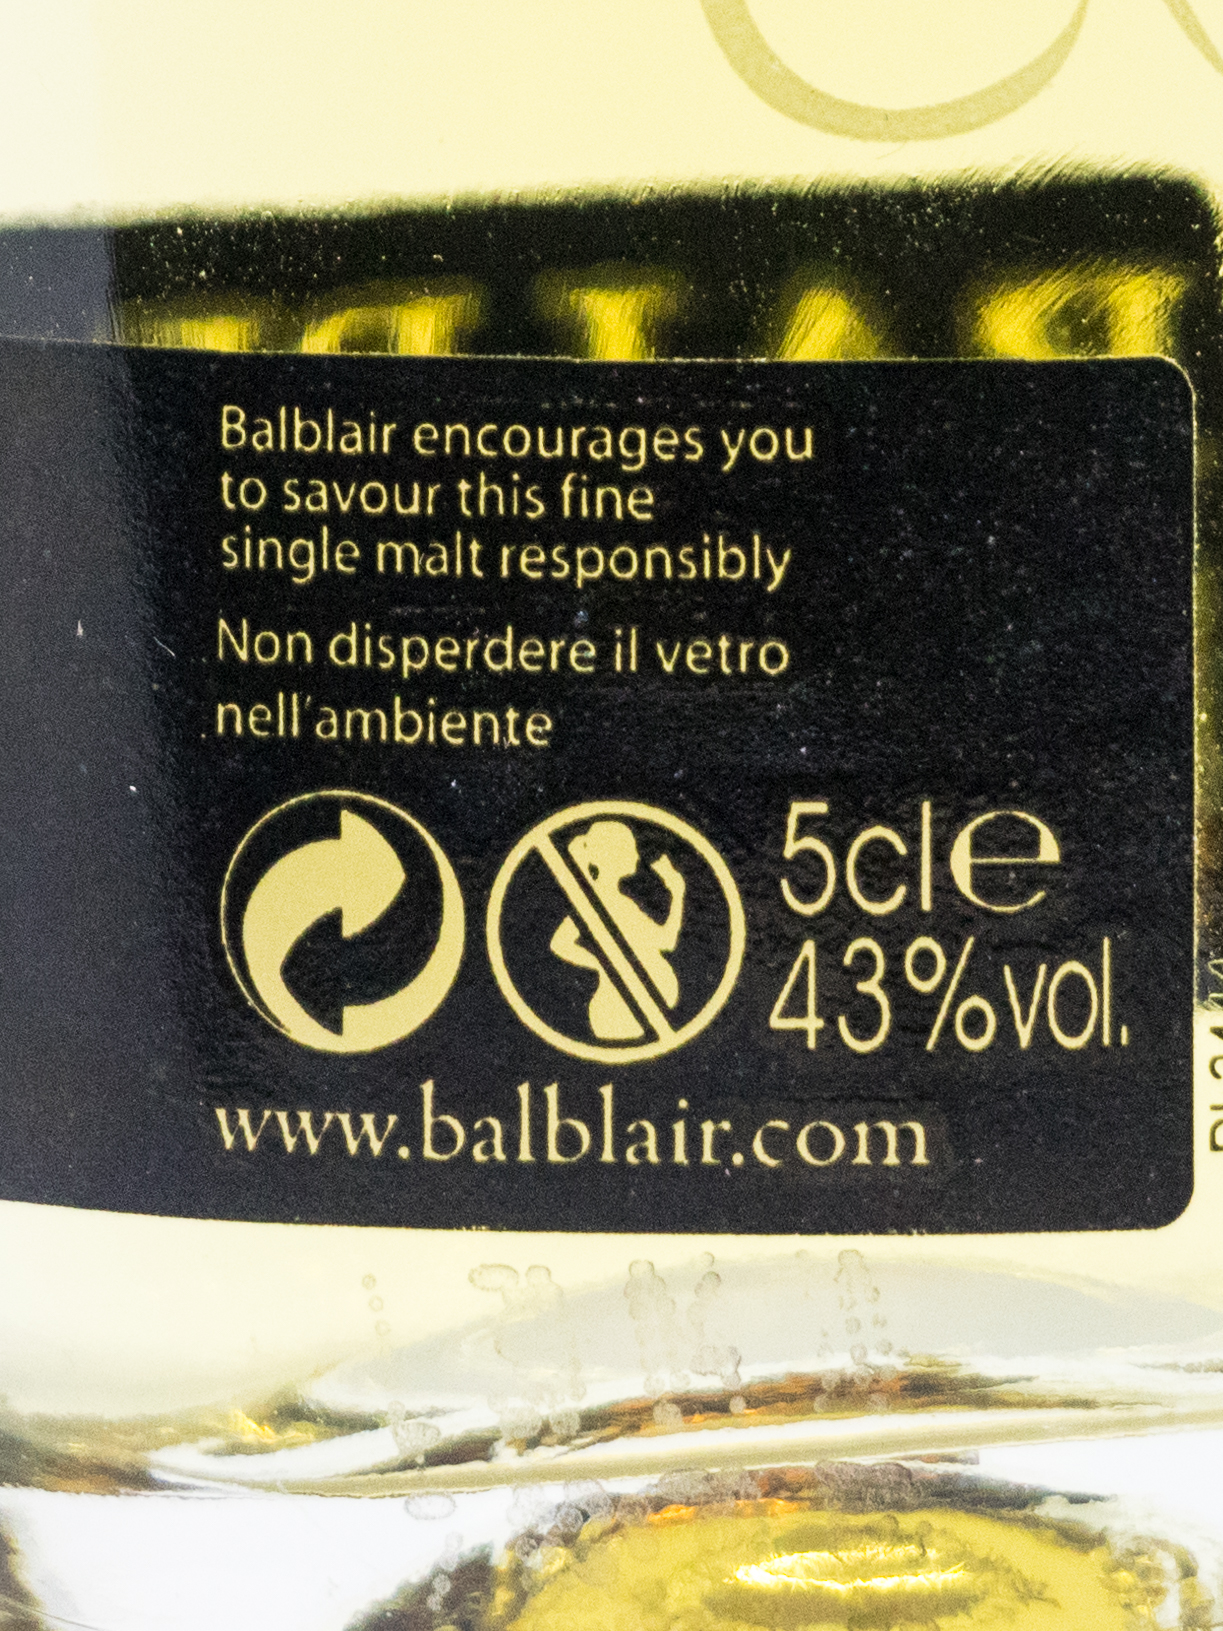 Balblair encourages you
to savour this fine
single malt responsibly
Non disperdere il vetro
nell'ambiente
5cle
43%vol.
www.balblair.com